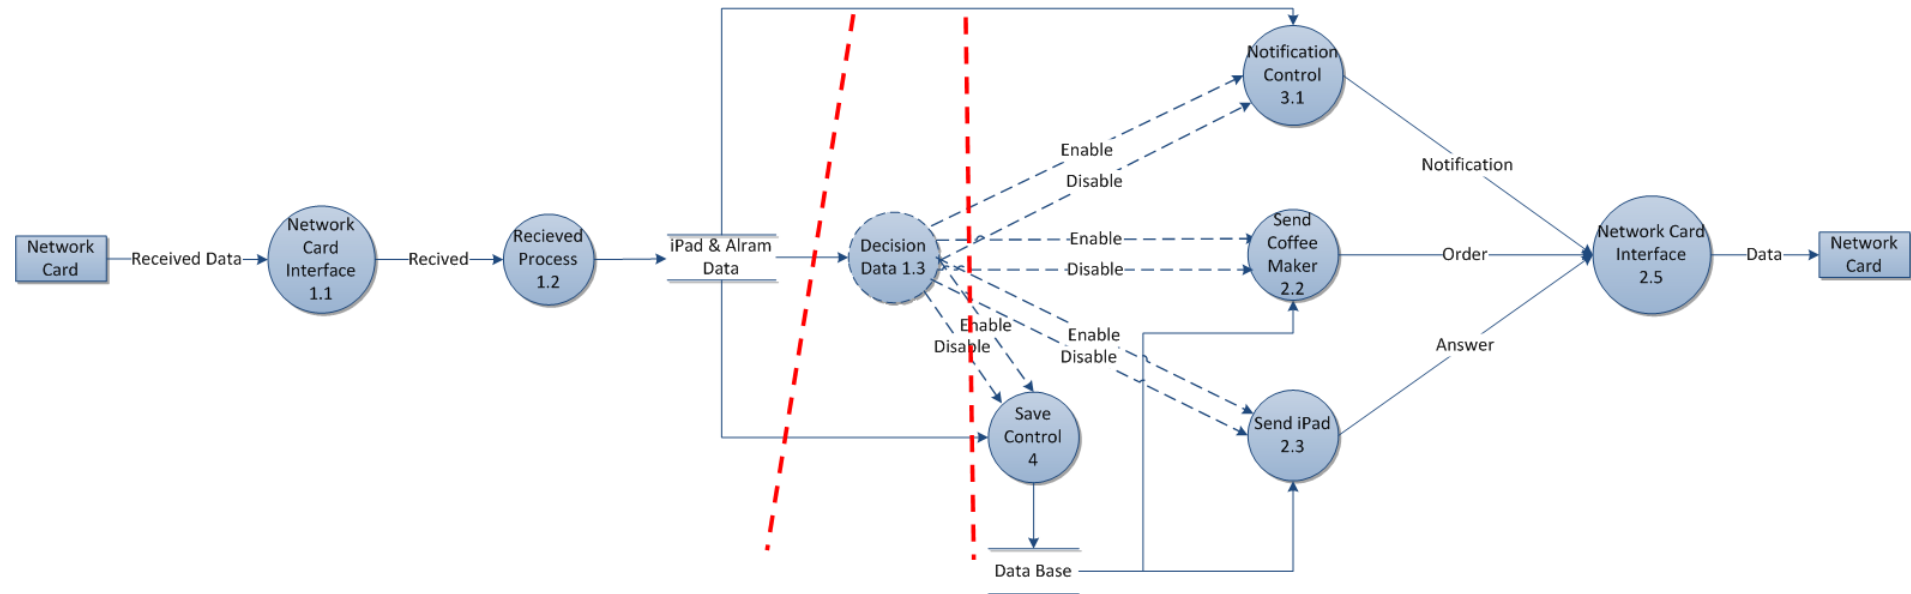 Network
Card
Received Data
Network
Card
Interface
1.1
Recived
Recieved
Process
1.2
iPad & Alram
Data
Decision
Data 1.3
Enable
Disable
Enable
Disable
Enable
Disable
Enable
Disable
Notification
Control
3.1
Send
Coffee
Maker
2.2
Save
Control
4
Send iPad
2.3
Data Base
Notification
Order
Answer
Network Card
Interface
2.5
Data
Network
Card